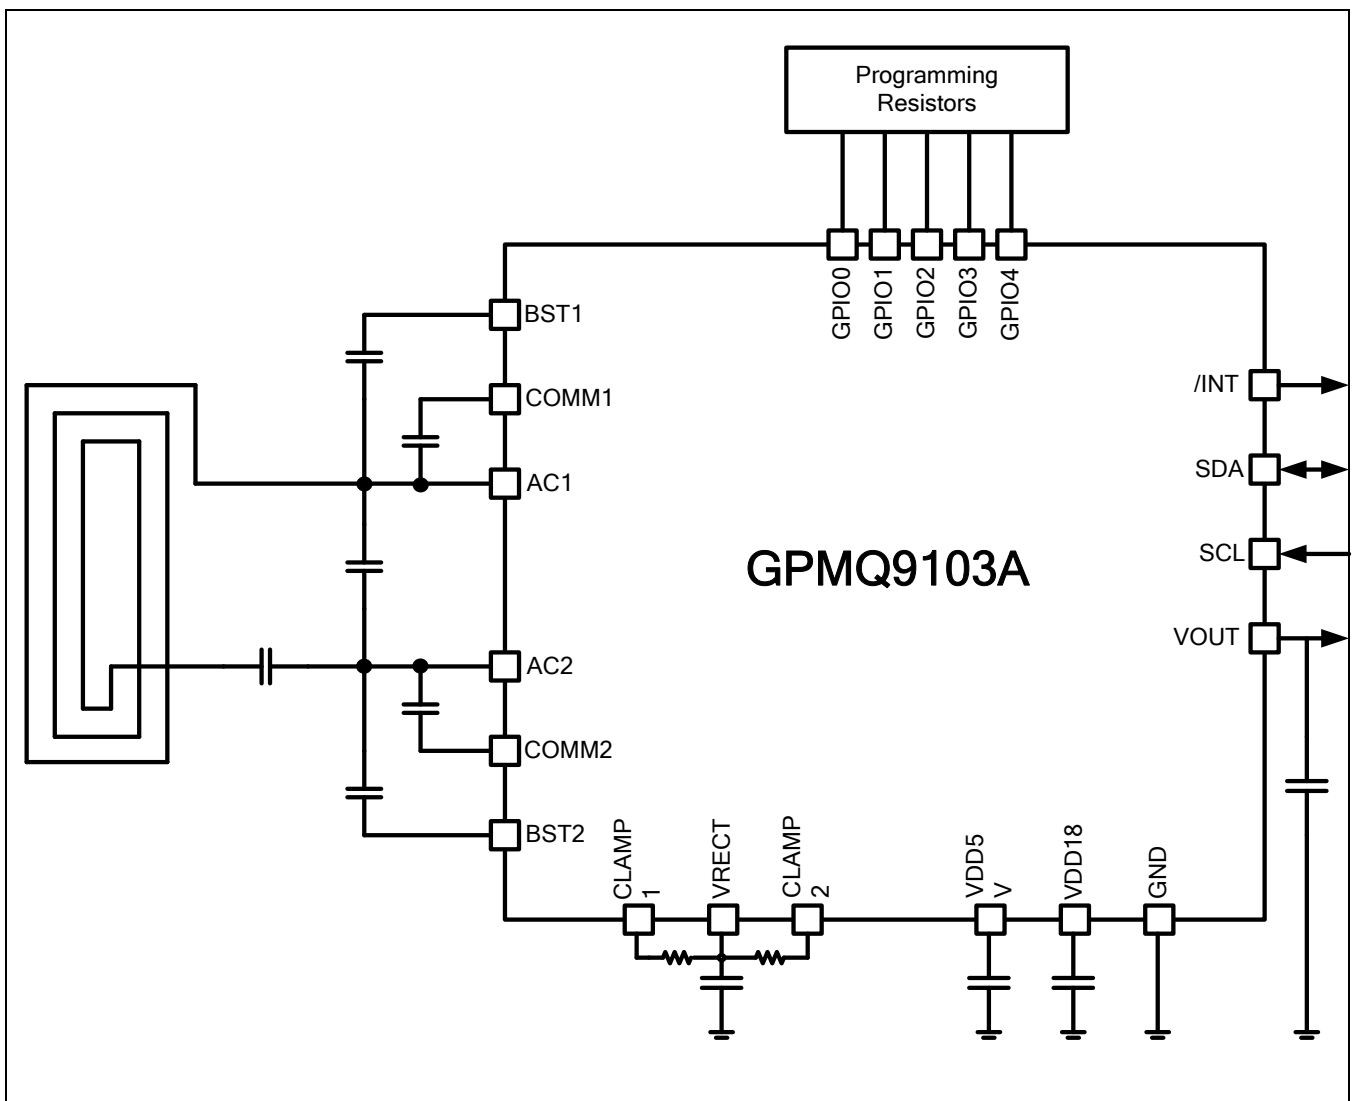 Programming
Resistors
GPIO0
GPIO1
GPIO2
GPIO3
GPIO4
BST1
COMM1
AC1
AC2
COMM2
BST2
GPMQ9103A
/INT
SDA
SCL
VOUT
CLAMP
1
VRECT
CLAMP
2
VDD5
V
VDD18
GND